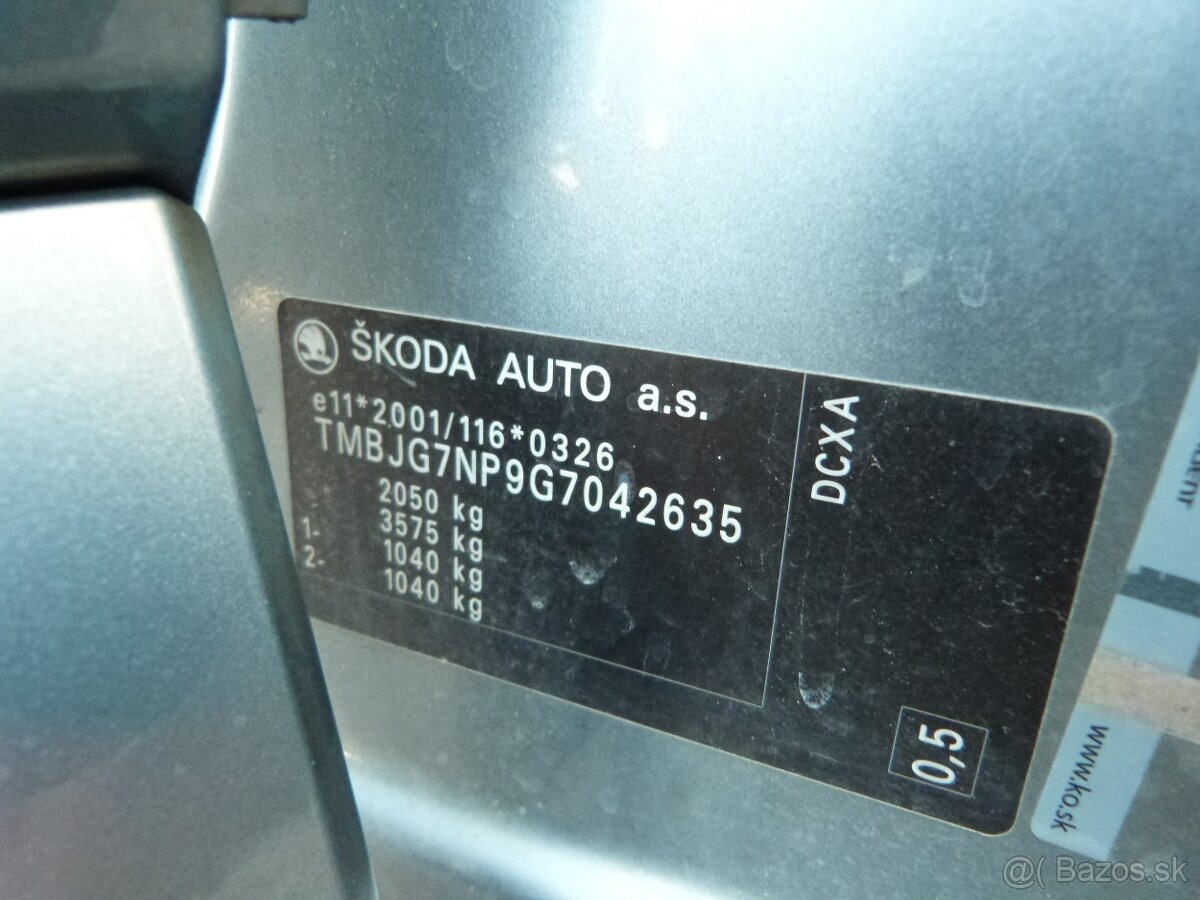 ŠKODA AUTO a.s.
e11*2001/116*0326
TMBJG7NP9G7042635
2050 kg
3575 kg
1- 1040 kg
2- 1040 kg
DCXA
0,5
www.ko.sk
@( Bazos.sk